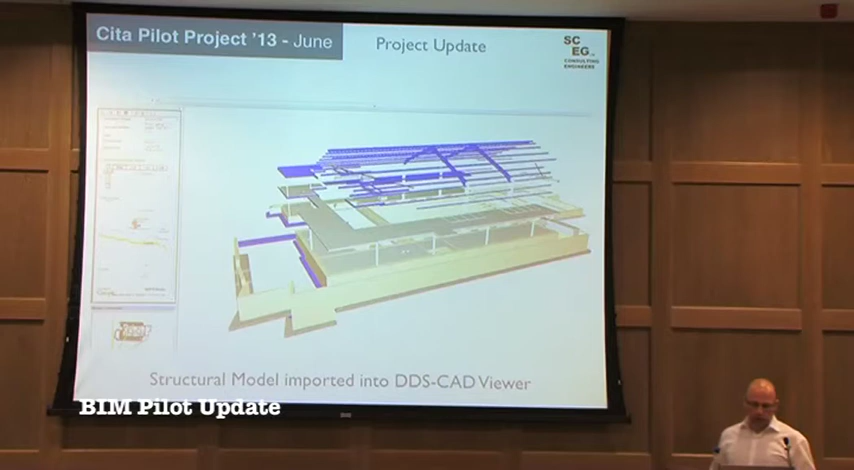 Cita Pilot Project '13 - June
Project Update
SC
EG
CONSULTING
ENGINEERS
Structural Model imported into DDS-CAD Viewer
BIM Pilot Update